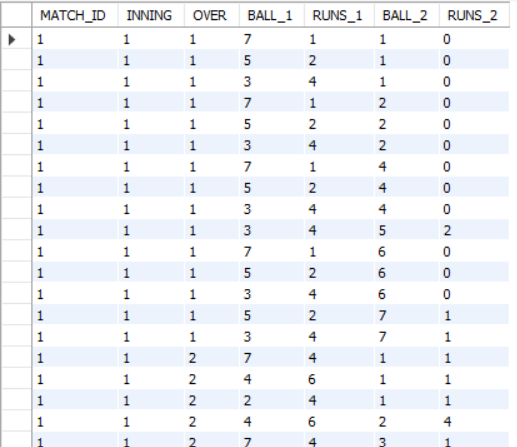 MATCH_ID INNING OVER BALL_1 RUNS_1 BALL_2 RUNS_2
1 1 1 7 1 1 0
1 1 1 5 2 1 0
1 1 1 3 4 1 0
1 1 1 7 1 2 0
1 1 1 5 2 2 0
1 1 1 3 4 2 0
1 1 1 7 1 4 0
1 1 1 5 2 4 0
1 1 1 3 4 4 0
1 1 1 3 4 5 2
1 1 1 7 1 6 0
1 1 1 5 2 6 0
1 1 1 3 4 6 0
1 1 1 5 2 7 1
1 1 1 3 4 7 1
1 1 2 7 4 1 1
1 1 2 4 6 1 1
1 1 2 2 4 1 1
1 1 2 4 6 2 4
1 1 2 7 4 3 1